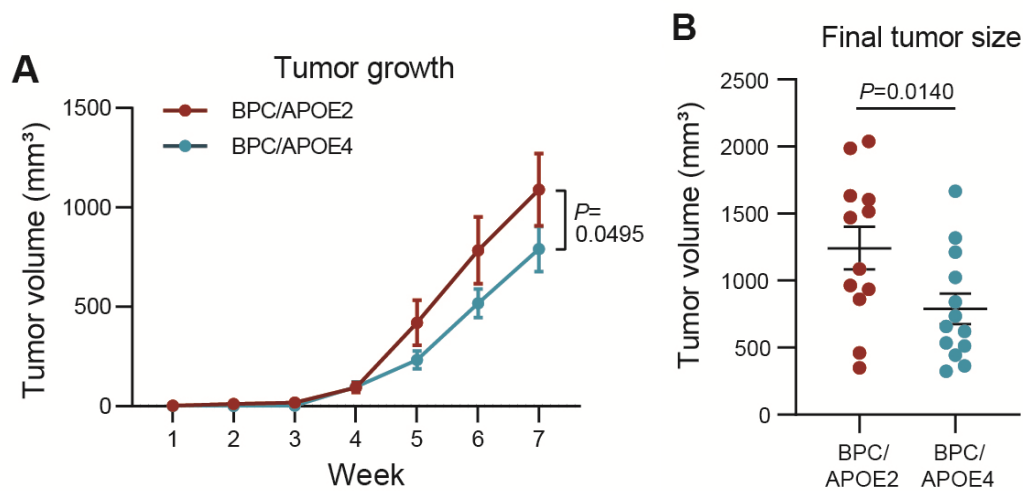 A
Tumor growth
BPC/APOE2
BPC/APOE4
Tumor volume (mm³)
1500
1000
500
0
P=
0.0495
1 2 3 4 5 6 7
Week
B
Final tumor size
P=0.0140
Tumor volume (mm³)
2500
2000
1500
1000
500
0
BPC/
APOE2
BPC/
APOE4